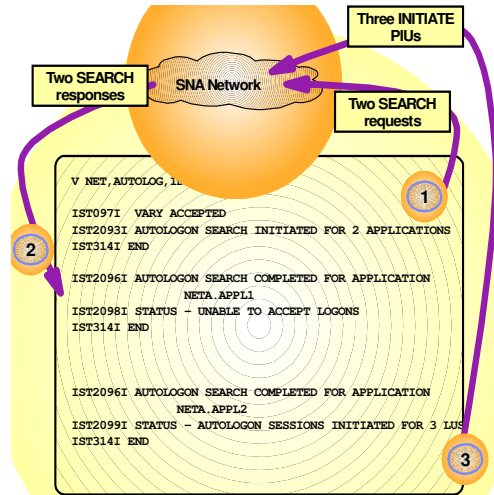 Three INITIATE
PIUs
Two SEARCH
responses
SNA Network
Two SEARCH
requests
V NET,AUTOLOG,
1
IST097I VARY ACCEPTED
IST2093I AUTOLOGON SEARCH INITIATED FOR 2 APPLICATIONS
IST314I END
2
IST2096I AUTOLOGON SEARCH COMPLETED FOR APPLICATION
NETA.APPL1
IST2098I STATUS – UNABLE TO ACCEPT LOGONS
IST314I END
IST2096I AUTOLOGON SEARCH COMPLETED FOR APPLICATION
NETA.APPL2
IST2099I STATUS – AUTOLOGON SESSIONS INITIATED FOR 3 LUS
IST314I END
3